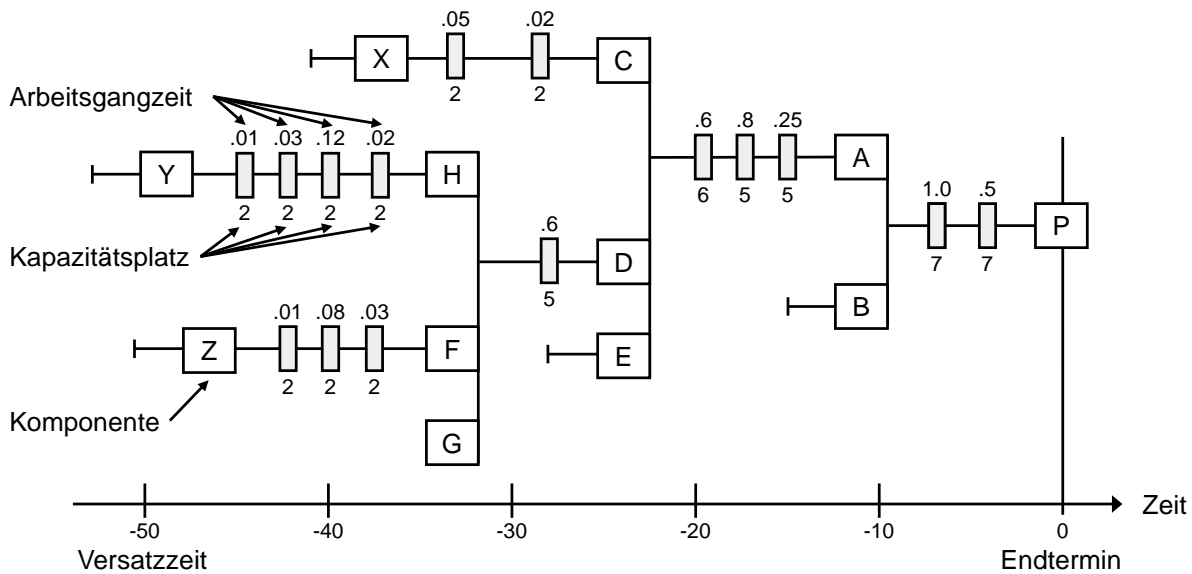 .05 .02
X C
2 2
Arbeitsgangzeit
.6 .8 .25
.01 .03 .12 .02
A
Y H
6 5 5
1.0 .5
2 2 2 2
P
.6
Kapazitätsplatz
D
7 7
5
B
.01 .08 .03
Z F E
2 2 2
Komponente
G
Zeit
-50 -40 -30 -20 -10 0
Versatzzeit Endtermin